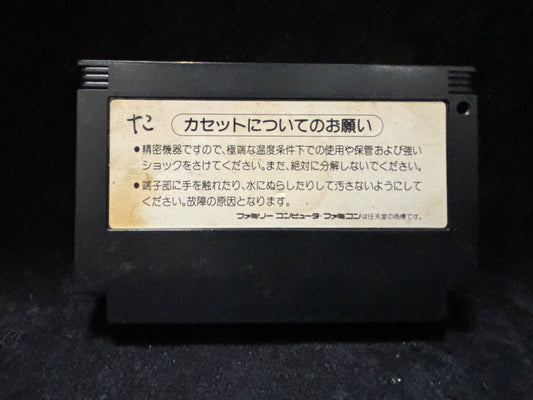 たこ
カセットについてのお願い
●精密機器ですので、極端な温度条件下での使用や保管および強い
ショックをさけてください。また、絶対に分解しないでください。
●端子部に手を触れたり、水にぬらしたりして汚さないようにして
ください。故障の原因となります。
ファミリーコンピュータ・ファミコンは任天堂の商標です。